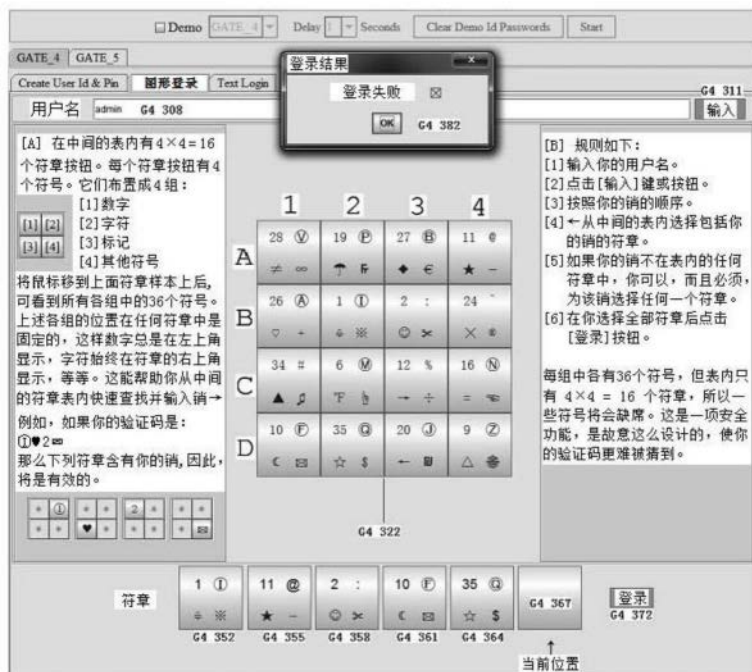 Demo GATE_4 Delay 1 Seconds Clear Demo Id Passwords Start
GATE_4 GATE_5
Create User Id & Pin 图形登录 Text Login
登录结果
登录失败 ☒
OK G4 382
G4 311
用户名 admin G4 308 输入
[A] 在中间的表内有4×4=16
个符章按钮。每个符章按钮有4
个符号。它们布置成4组:
[1] [2]
[3] [4]
[1]数字
[2]字符
[3]标记
[4]其他符号
将鼠标移到上面符章样本上后,
可看到所有各组中的36个符号。
上述各组的位置在任何符章中是
固定的，这样数字总是在左上角
显示，字符始终在符章的右上角
显示，等等。这能帮助你从中间
的符章表内快速查找并输入销→
例如，如果你的验证码是:
Ⓘ♥2✉
那么下列符章含有你的销,因此,
将是有效的。
* Ⓘ * * 2 * * *
* * ♥ * * * * ✉
1 2 3 4
A
28 Ⓥ 19 Ⓟ 27 Ⓑ 11 @
≠ ∞ ☂ ◆ € ★ −
B
26 Ⓐ 1 Ⓘ 2 : 24 ˜
♡ + ÷ ※ ☺ ✂ ×
C
34 # 6 Ⓜ 12 % 16 Ⓝ
▲ ♫ ℉ → ÷ = ☜
D
10 Ⓕ 35 Ⓠ 20 Ⓙ 9 Ⓩ
☾ ✉ ☆ $ ← ₪ △
G4 322
[B] 规则如下:
[1]输入你的用户名。
[2]点击[输入]键或按钮。
[3]按照你的销的顺序。
[4]←从中间的表内选择包括你
的销的符章。
[5]如果你的销不在表内的任何
符章中，你可以，而且必须，
为该销选择任何一个符章。
[6]在你选择全部符章后点击
[登录]按钮。
每组中各有36个符号，但表内只
有 4×4 = 16 个符章，所以一
些符号将会缺席。这是一项安全
功能，是故意这么设计的，使你
的验证码更难被猜到。
符章
1 Ⓘ 11 @ 2 : 10 Ⓕ 35 Ⓠ
÷ ※ ★ − ☺ ✂ ☾ ✉ ☆ $
G4 367
登录
G4 352 G4 355 G4 358 G4 361 G4 364 G4 372
↑
当前位置